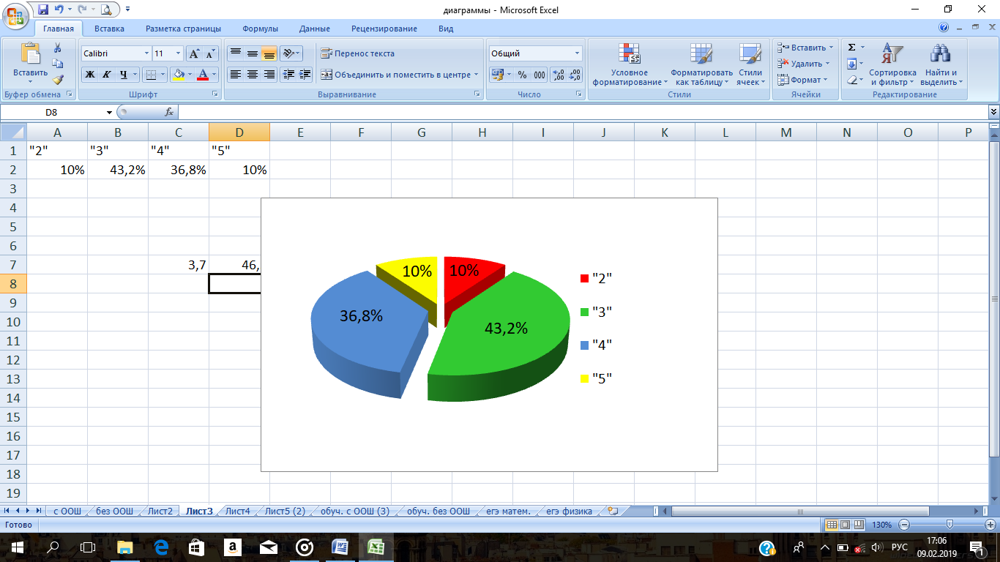 диаграммы - Microsoft Excel
Главная Вставка Разметка страницы Формулы Данные Рецензирование Вид
Вставить
Буфер обмена
Calibri 11
Ж К Ч
Шрифт
Перенос текста
Объединить и поместить в центре
Выравнивание
Общий
% 000
Число
Условное форматирование
Форматировать как таблицу
Стили ячеек
Стили
Вставить
Удалить
Формат
Ячейки
Σ
Сортировка и фильтр
Найти и выделить
Редактирование
D8 fx
A B C D E F G H I J K L M N O P
1 "2" "3" "4" "5"
2 10% 43,2% 36,8% 10%
3
4
5
6
7 3,7 46,
8
9
10
11
12
13
14
15
16
17
18
19
10% 10%
36,8% 43,2%
"2"
"3"
"4"
"5"
с ООШ без ООШ Лист2 Лист3 Лист4 Лист5 (2) обуч. с ООШ (3) обуч. без ООШ егэ матем. егэ физика
Готово 130%
РУС 17:06
09.02.2019 1